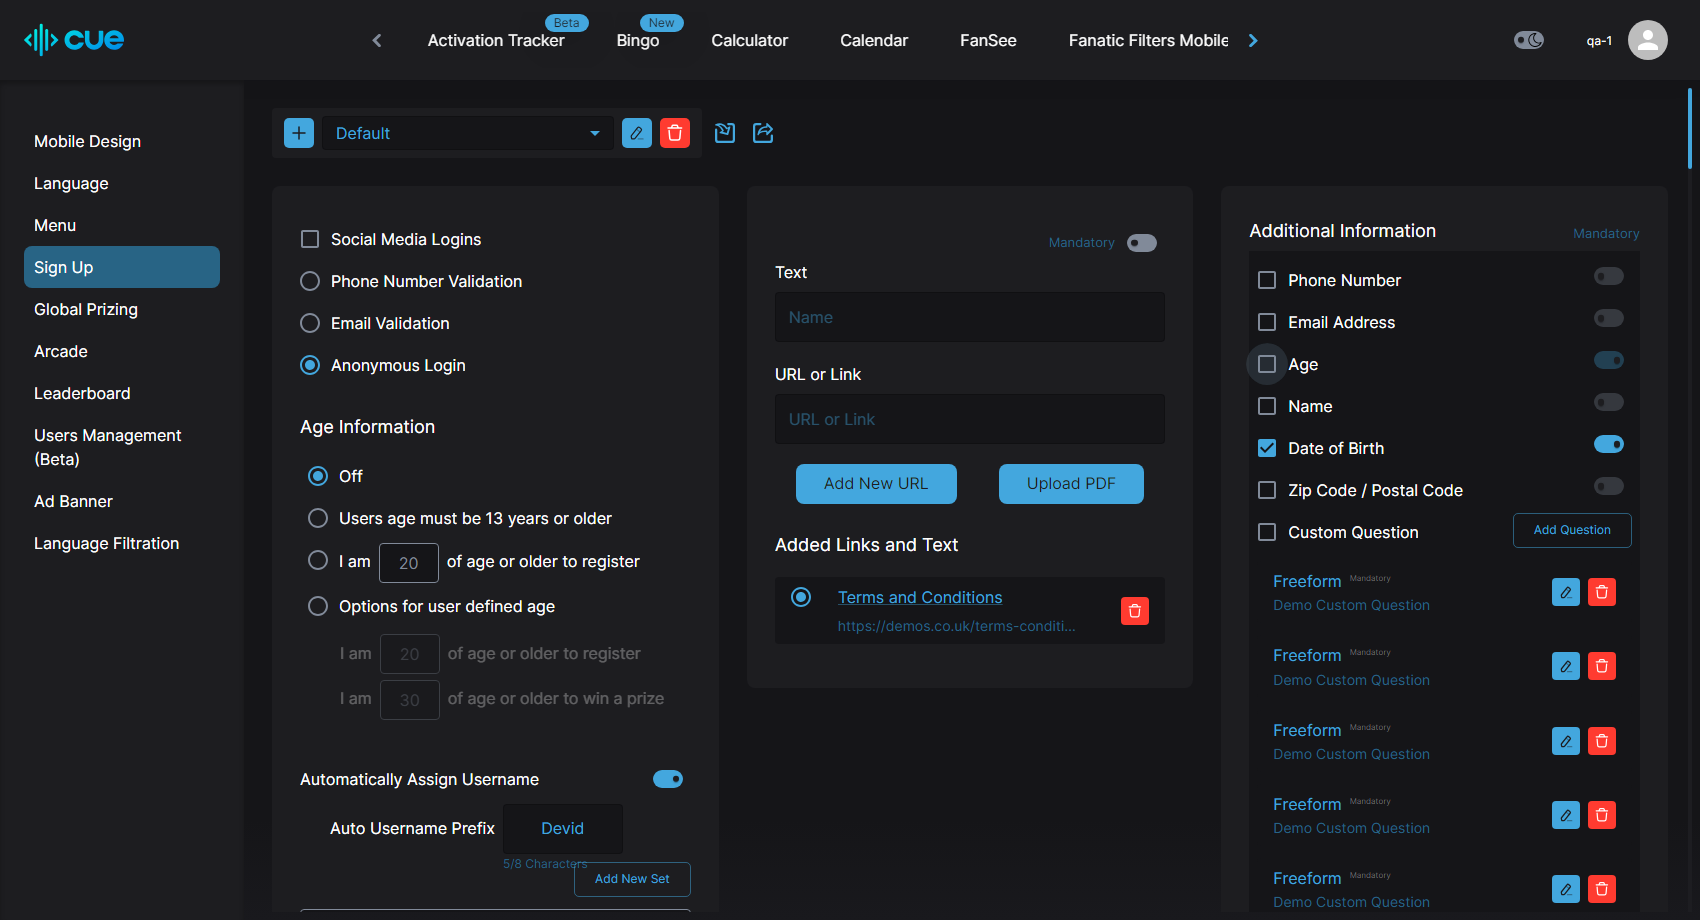 cue
Activation Tracker
Beta
Bingo
New
Calculator
Calendar
FanSee
Fanatic Filters Mobile
qa-1
Mobile Design
Language
Menu
Sign Up
Global Prizing
Arcade
Leaderboard
Users Management
(Beta)
Ad Banner
Language Filtration
Default
Social Media Logins
Phone Number Validation
Email Validation
Anonymous Login
Age Information
Off
Users age must be 13 years or older
I am 20 of age or older to register
Options for user defined age
I am 20 of age or older to register
I am 30 of age or older to win a prize
Automatically Assign Username
Auto Username Prefix Devid
5/8 Characters
Add New Set
Mandatory
Text
Name
URL or Link
URL or Link
Add New URL
Upload PDF
Added Links and Text
Terms and Conditions
https://demos.co.uk/terms-conditi...
Additional Information
Mandatory
Phone Number
Email Address
Age
Name
Date of Birth
Zip Code / Postal Code
Custom Question
Add Question
Freeform Mandatory
Demo Custom Question
Freeform Mandatory
Demo Custom Question
Freeform Mandatory
Demo Custom Question
Freeform Mandatory
Demo Custom Question
Freeform Mandatory
Demo Custom Question